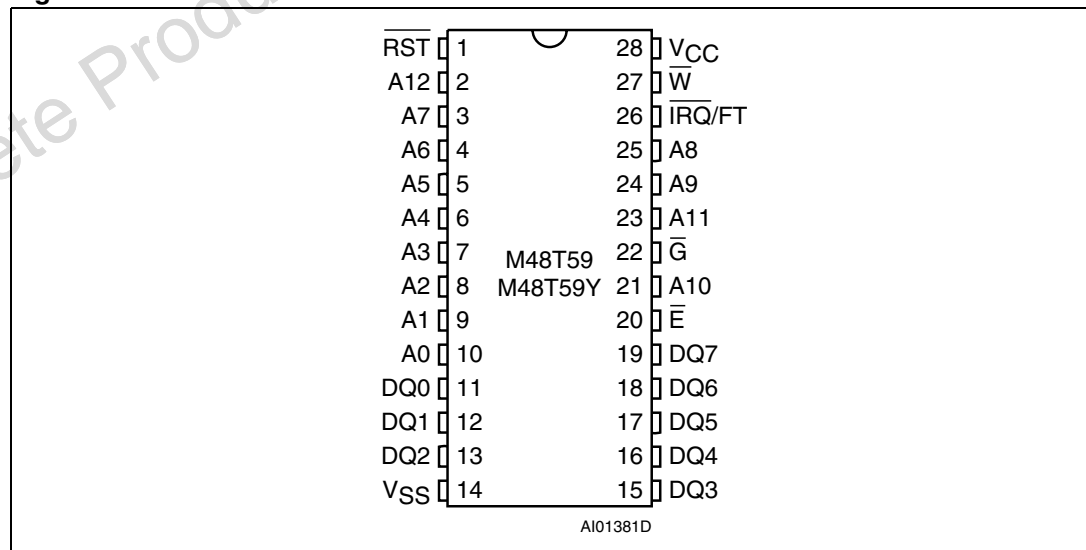 R̅S̅T̅ 1 28 VCC
A12 2 27 W̅
A7 3 26 I̅R̅Q̅/FT
A6 4 25 A8
A5 5 24 A9
A4 6 23 A11
A3 7 22 G̅
M48T59
A2 8 M48T59Y 21 A10
A1 9 20 E̅
A0 10 19 DQ7
DQ0 11 18 DQ6
DQ1 12 17 DQ5
DQ2 13 16 DQ4
VSS 14 15 DQ3
AI01381D